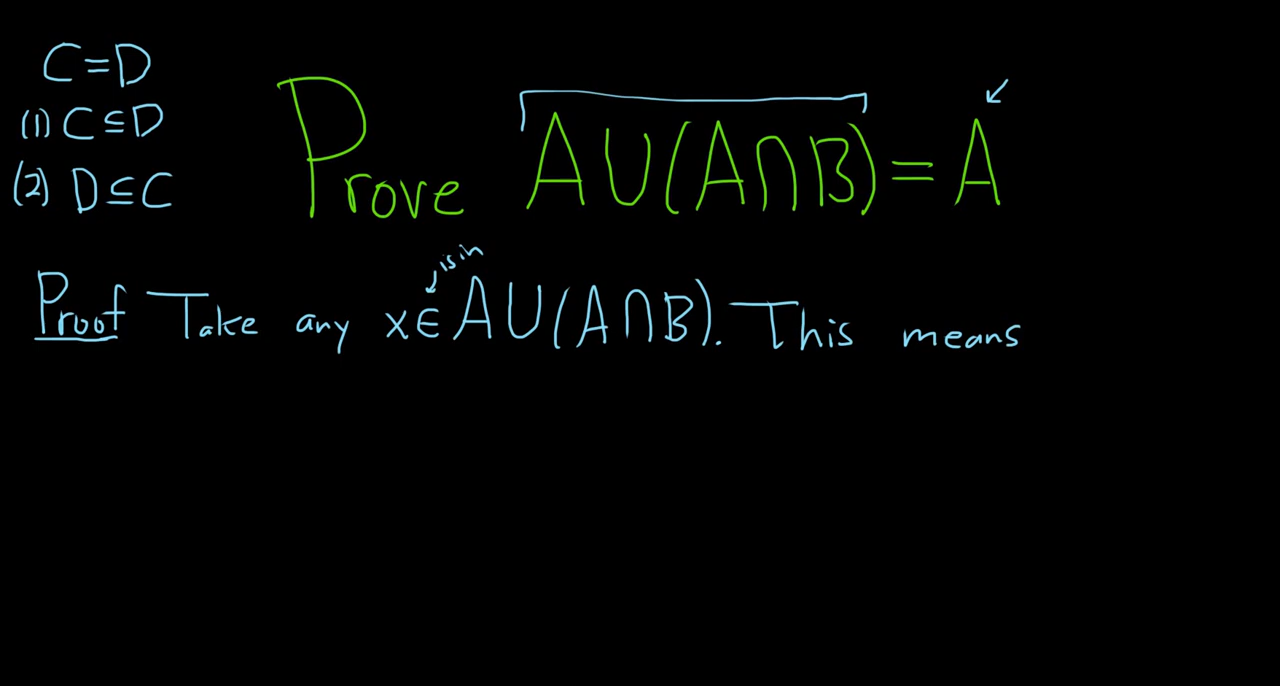 C=D
(1) C⊆D
(2) D⊆C
Prove A∪(A∩B)=A
is in
Proof Take any x∈A∪(A∩B). This means